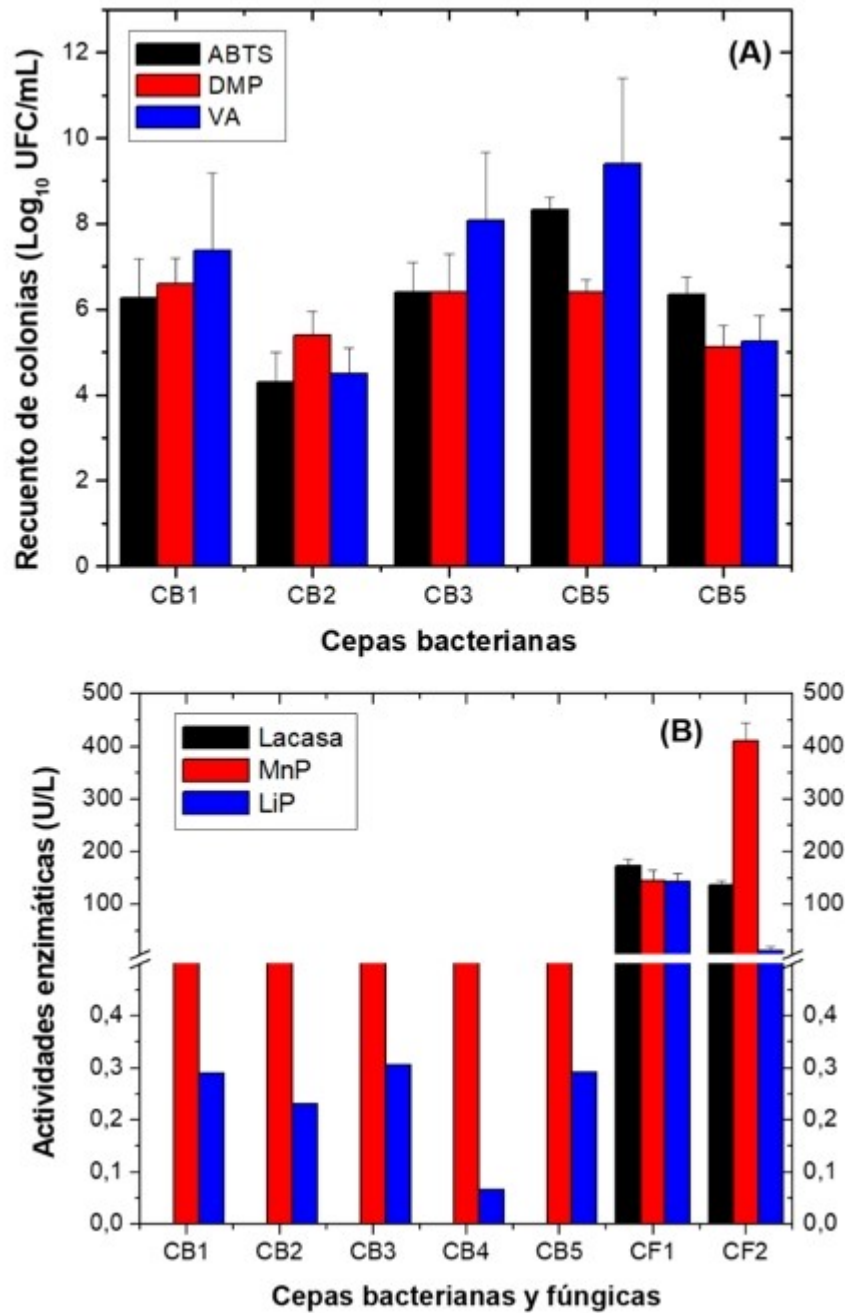 12
10
8
6
4
2
0
Recuento de colonias (Log₁₀ UFC/mL)
ABTS
DMP
VA
(A)
CB1 CB2 CB3 CB5 CB5
Cepas bacterianas
500 500
400 400
300 300
200 200
100 100
0,4 0,4
0,3 0,3
0,2 0,2
0,1 0,1
0,0 0,0
Actividades enzimáticas (U/L)
Lacasa
MnP
LiP
(B)
CB1 CB2 CB3 CB4 CB5 CF1 CF2
Cepas bacterianas y fúngicas